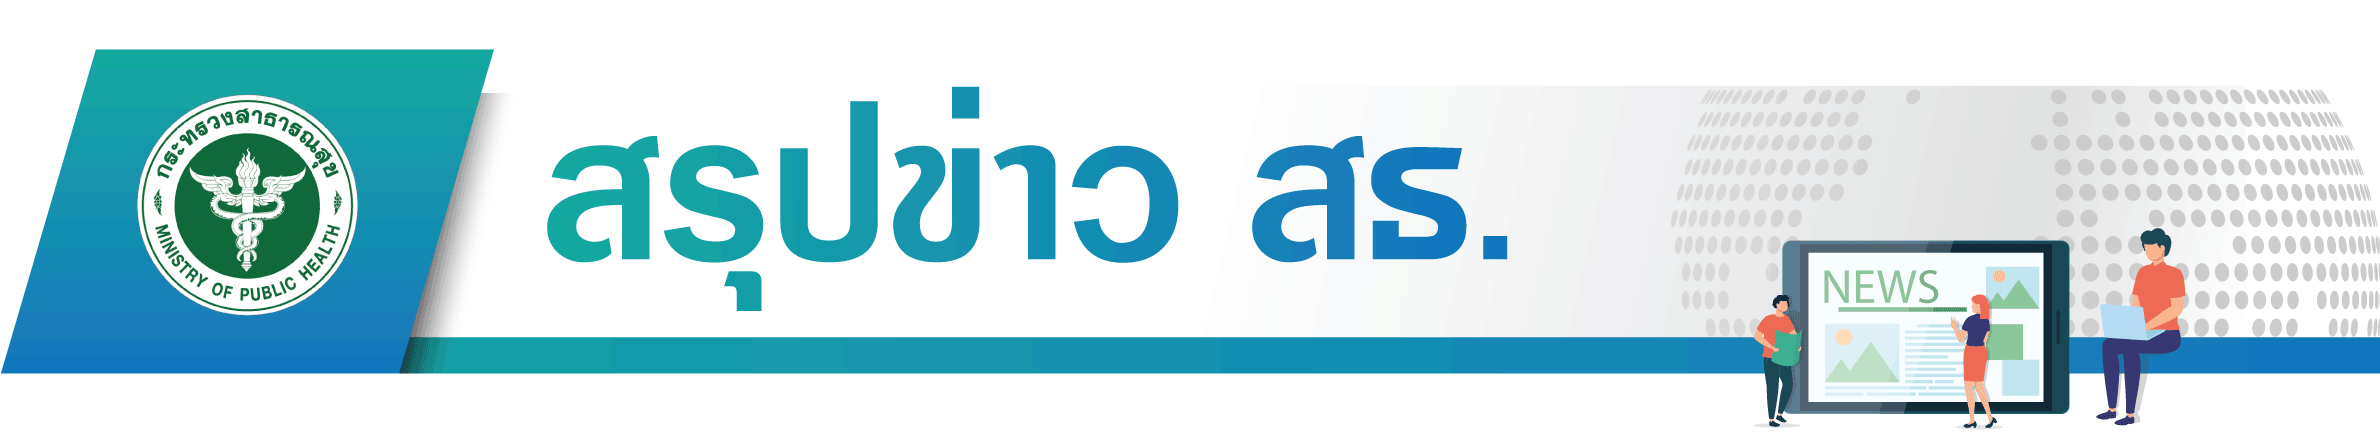 กระทรวงสาธารณสุข
MINISTRY OF PUBLIC HEALTH
สรุปข่าว สธ.
NEWS